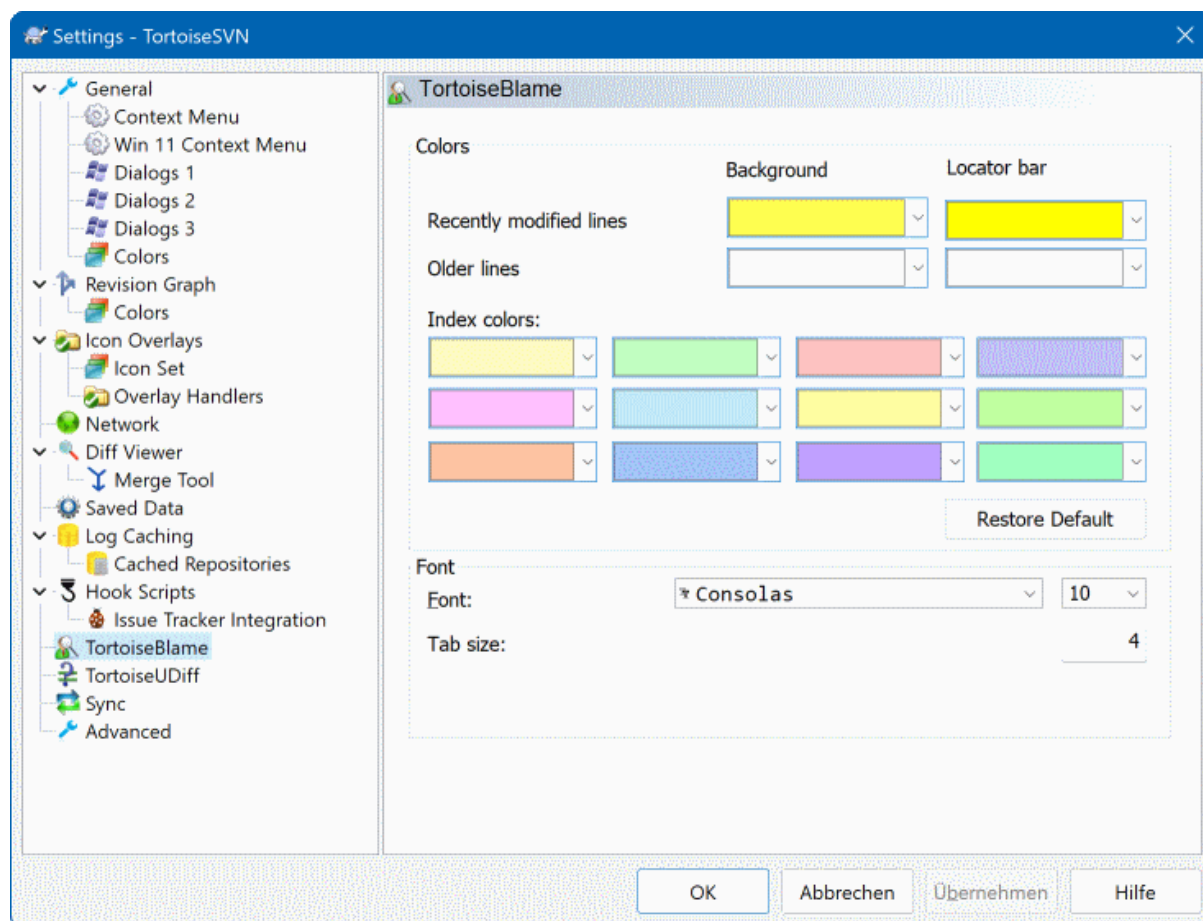 Settings - TortoiseSVN
General
Context Menu
Win 11 Context Menu
Dialogs 1
Dialogs 2
Dialogs 3
Colors
Revision Graph
Colors
Icon Overlays
Icon Set
Overlay Handlers
Network
Diff Viewer
Merge Tool
Saved Data
Log Caching
Cached Repositories
Hook Scripts
Issue Tracker Integration
TortoiseBlame
TortoiseUDiff
Sync
Advanced
TortoiseBlame
Colors
Background Locator bar
Recently modified lines
Older lines
Index colors:
Restore Default
Font
Font: Consolas 10
Tab size: 4
OK Abbrechen Übernehmen Hilfe